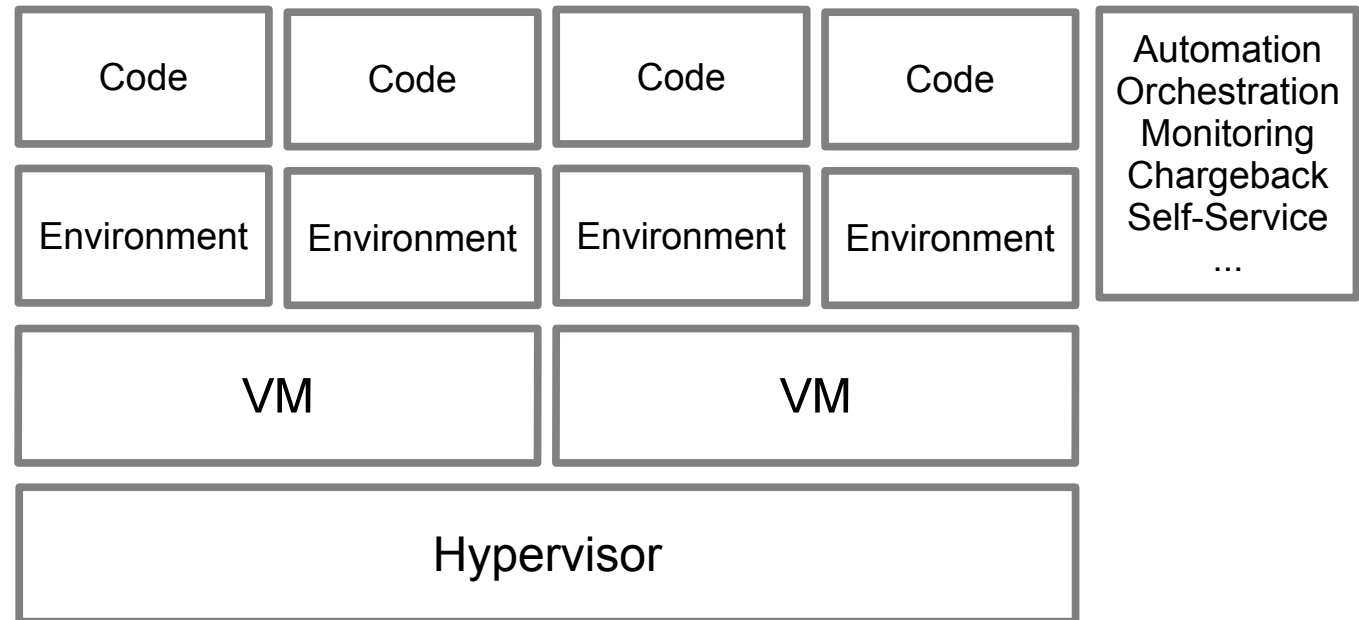 Code
Code
Code
Code
Automation
Orchestration
Monitoring
Chargeback
Self-Service
...
Environment
Environment
Environment
Environment
VM
VM
Hypervisor